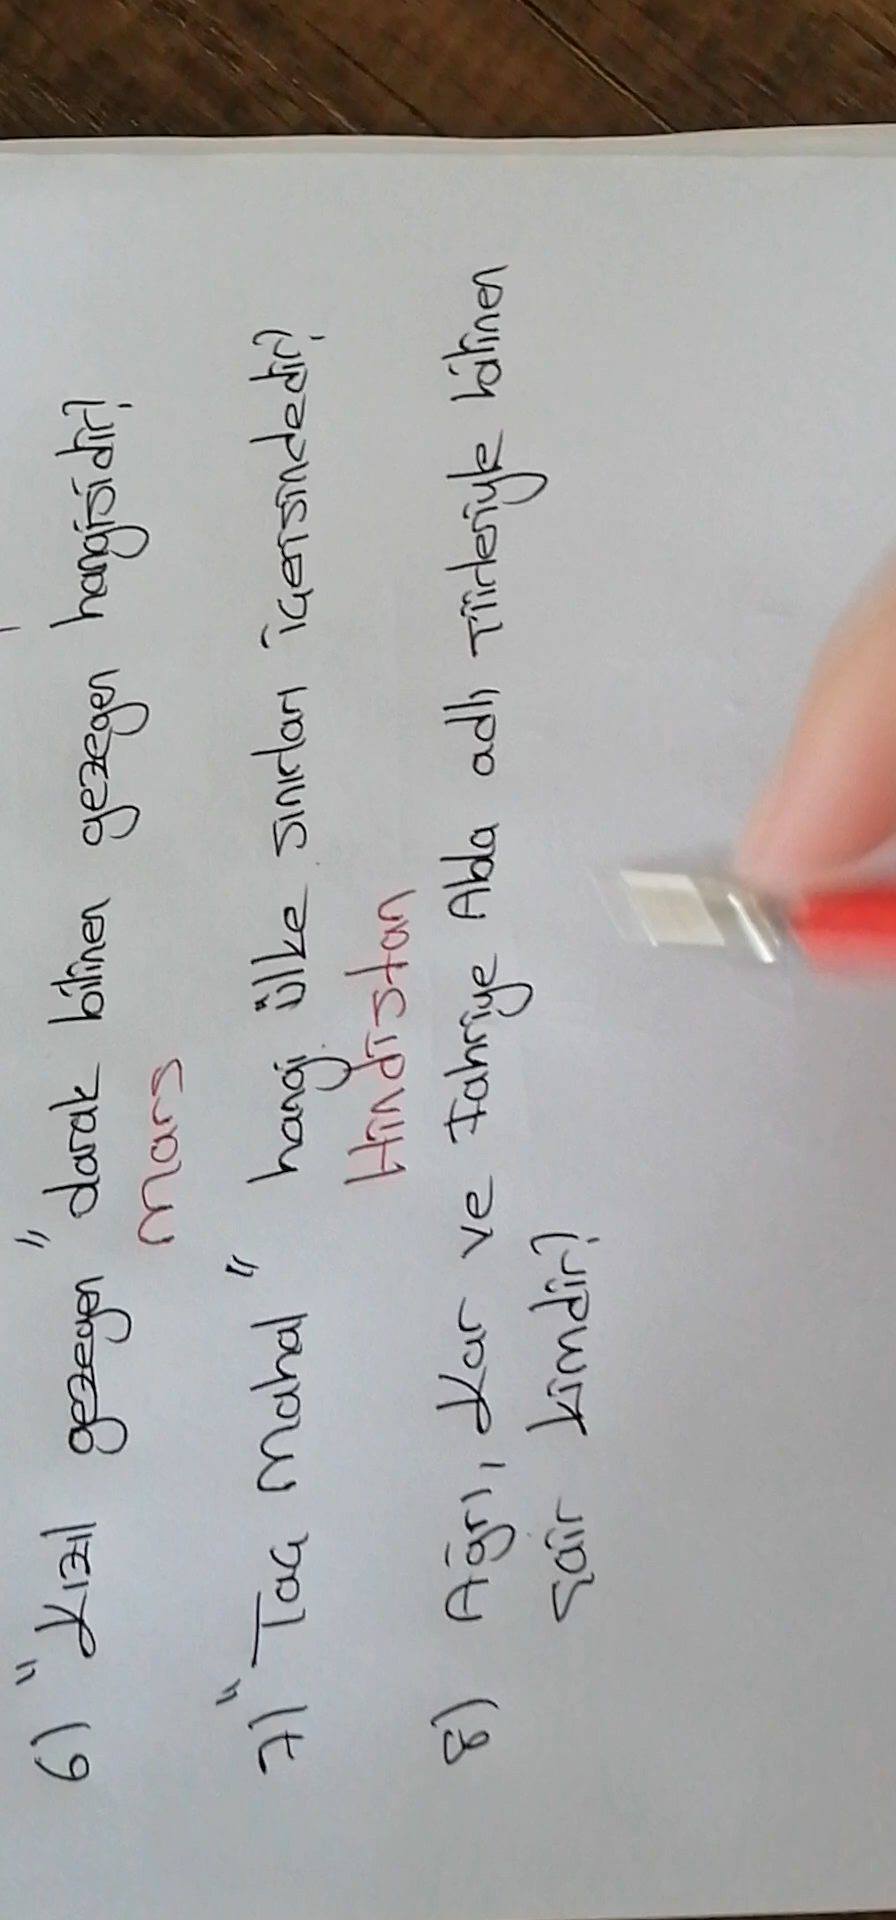 6) "Kızıl gezegen" darak bilinen gezegen hangisidir?
Mars
7) "Tac Mahal" hangi ülke sınırları içerisindedir?
Hindistan
8) Ağrı, Kar ve Fahriye Abla adlı şiirleriyle bilinen
şair kimdir?